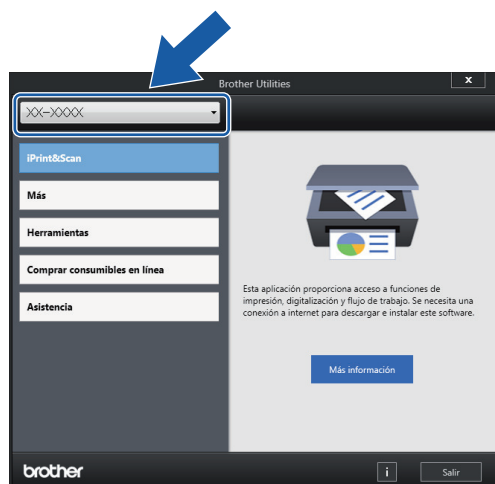 Brother Utilities
X
XX-XXXX
iPrint&Scan
Más
Herramientas
Comprar consumibles en línea
Asistencia
Esta aplicación proporciona acceso a funciones de
impresión, digitalización y flujo de trabajo. Se necesita una
conexión a internet para descargar e instalar este software.
Más información
brother
i
Salir